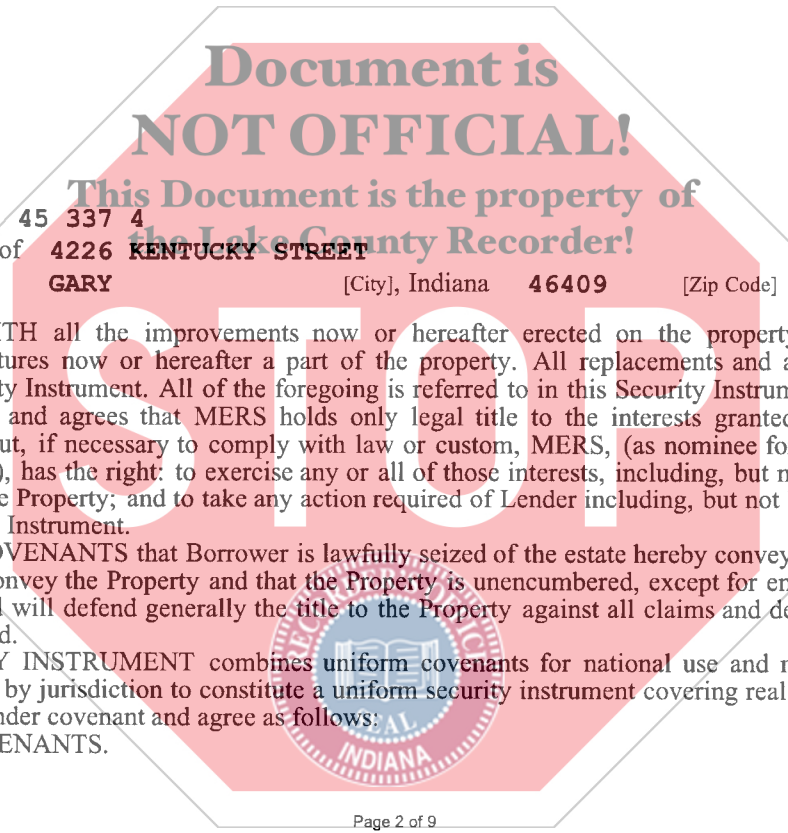 Document is
NOT OFFICIAL!
This Document is the property of
the Lake County Recorder!
45 337 4
of 4226 KENTUCKY STREET
GARY [City], Indiana 46409 [Zip Code]
ITH all the improvements now or hereafter erected on the property
tures now or hereafter a part of the property. All replacements and a
ty Instrument. All of the foregoing is referred to in this Security Instrum
and agrees that MERS holds only legal title to the interests granted
ut, if necessary to comply with law or custom, MERS, (as nominee fo
), has the right: to exercise any or all of those interests, including, but n
e Property; and to take any action required of Lender including, but not
Instrument.
OVENANTS that Borrower is lawfully seized of the estate hereby convey
onvey the Property and that the Property is unencumbered, except for en
l will defend generally the title to the Property against all claims and de
d.
Y INSTRUMENT combines uniform covenants for national use and n
by jurisdiction to constitute a uniform security instrument covering real
nder covenant and agree as follows:
ENANTS.
STOP
RECORDER'S OFFICE
SEAL
INDIANA
Page 2 of 9